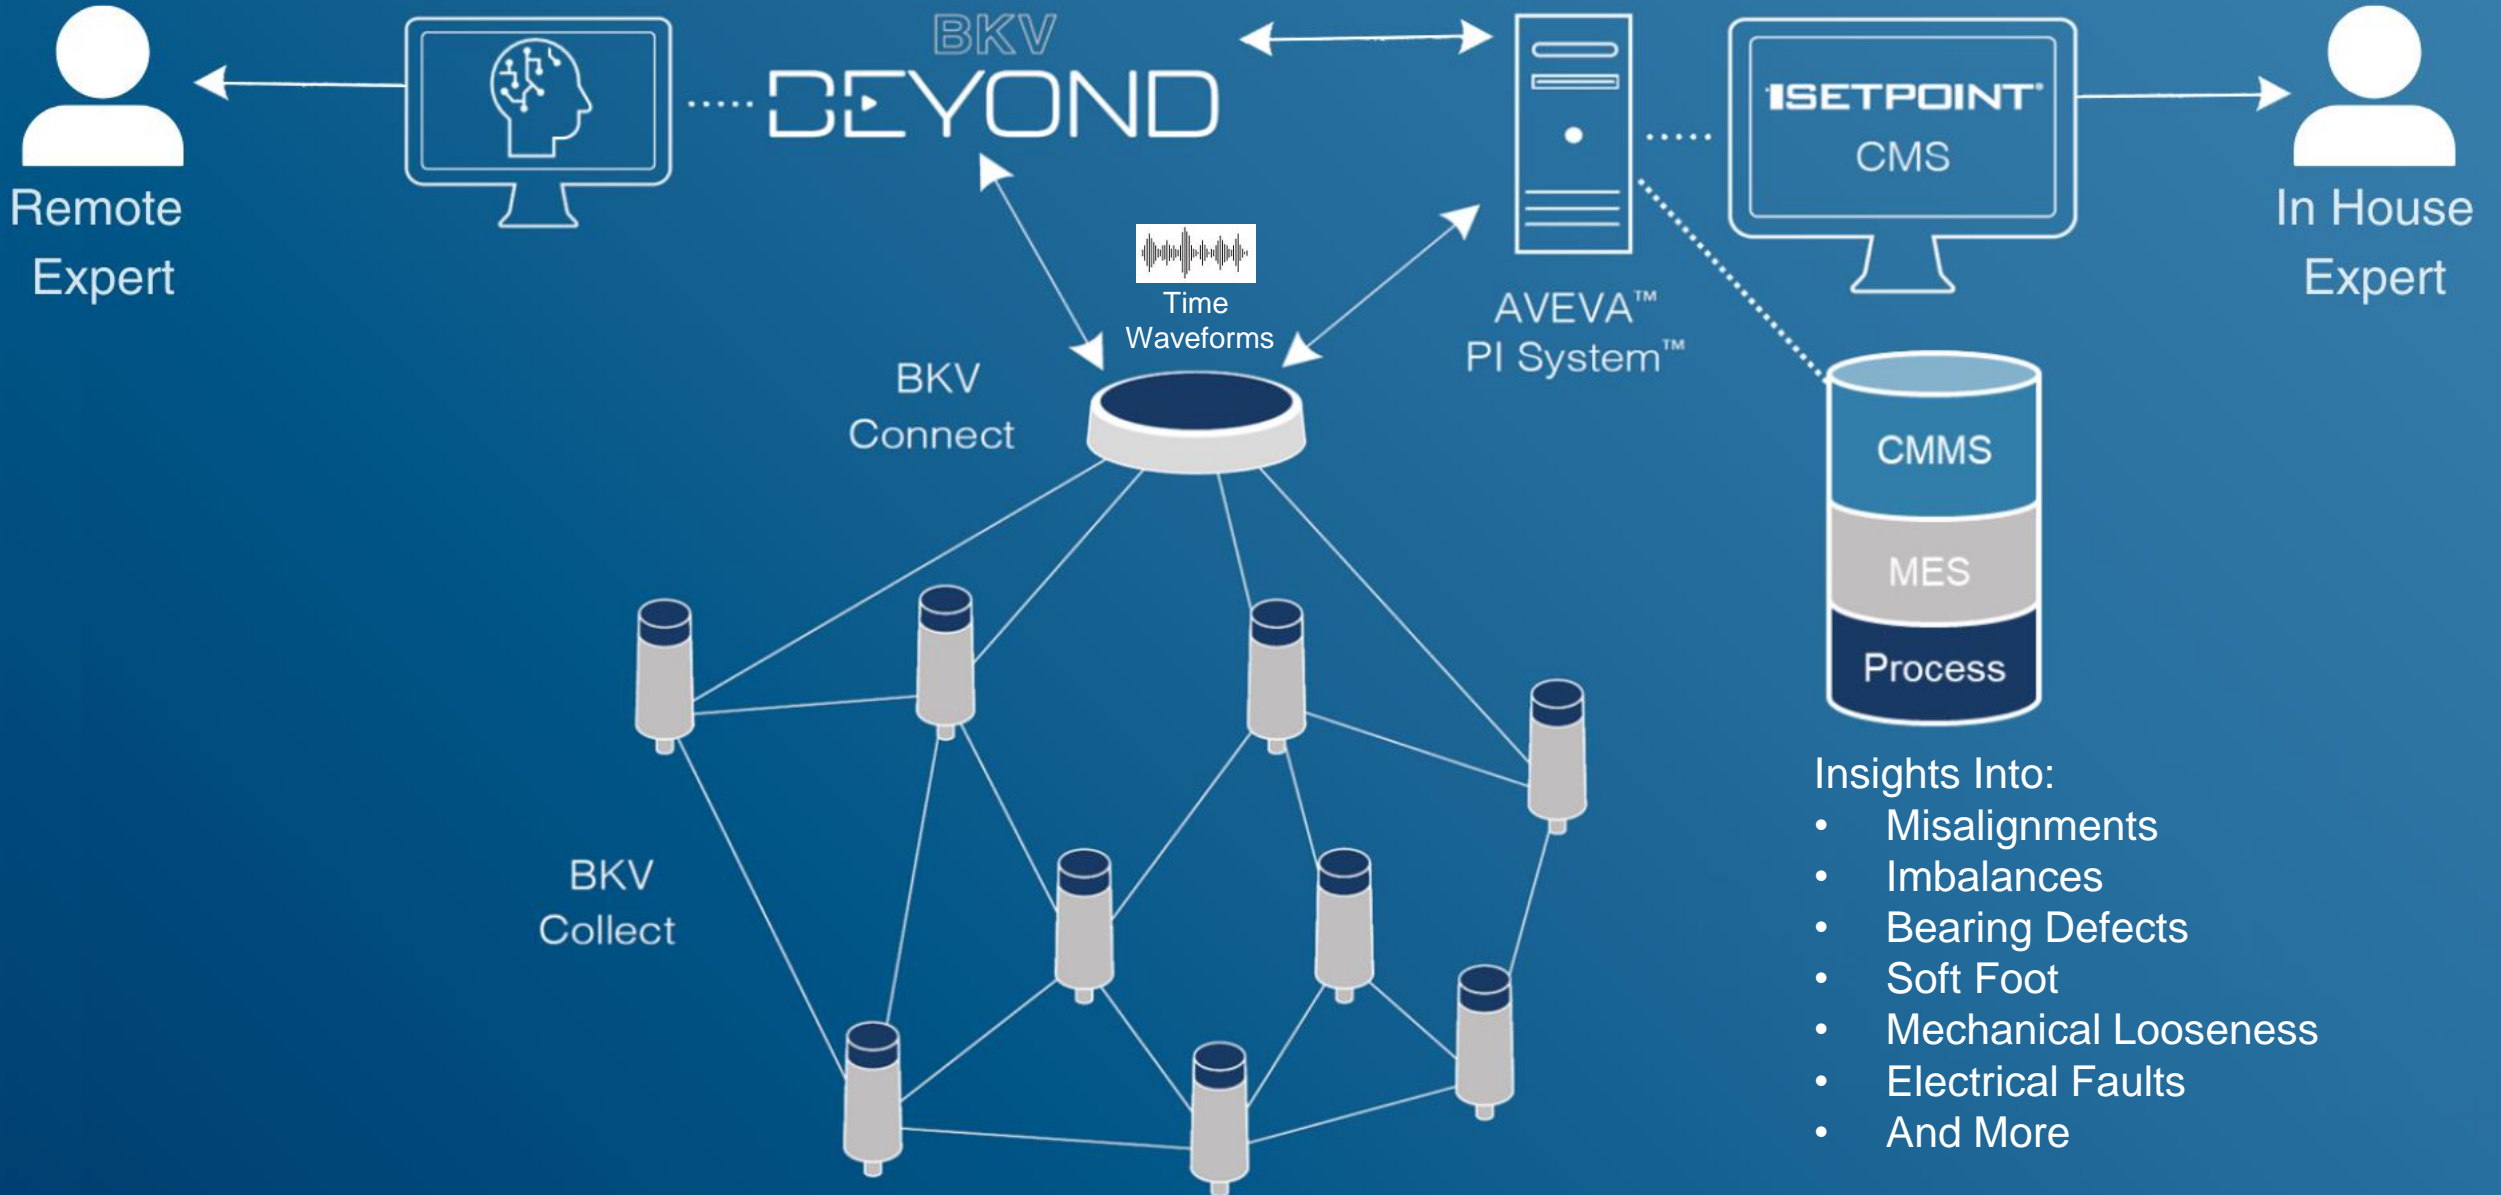 BKV
BEYOND
SETPOINT®
CMS
Remote
Expert
In House
Expert
Time
Waveforms
AVEVA™
PI System™
BKV
Connect
CMMS
MES
Process
BKV
Collect
Insights Into:
• Misalignments
• Imbalances
• Bearing Defects
• Soft Foot
• Mechanical Looseness
• Electrical Faults
• And More